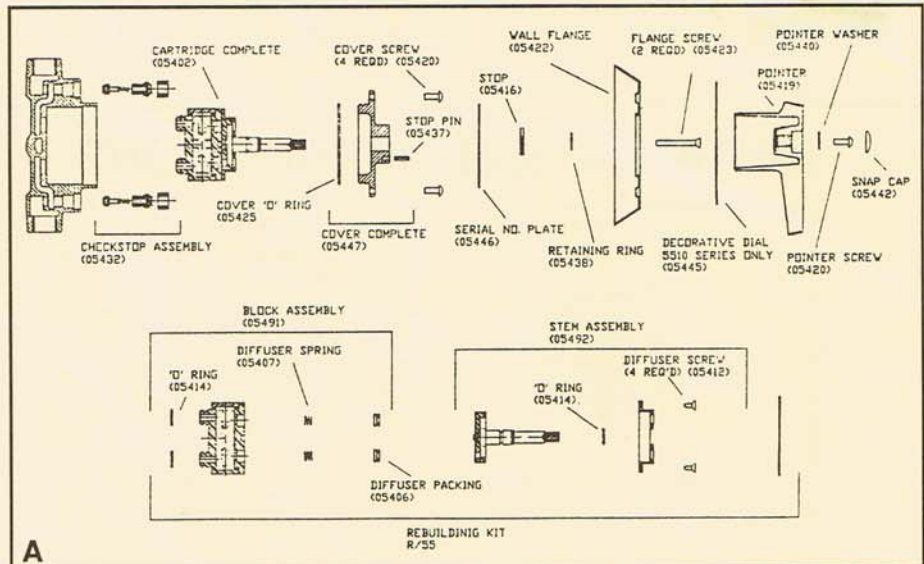 CARTRIDGE COMPLETE
(05402)
COVER SCREW
(4 REQD) (05420)
WALL FLANGE
(05422)
FLANGE SCREW
(2 REQD) (05423)
POINTER WASHER
(05440)
STOP
(05416)
POINTER
(05419)
STOP PIN
(05437)
SNAP CAP
(05442)
COVER 'O' RING
(05425
CHECKSTOP ASSEMBLY
(05432)
COVER COMPLETE
(05447)
SERIAL NO. PLATE
(05446)
RETAINING RING
(05438)
DECORATIVE DIAL
5510 SERIES ONLY
(05445)
POINTER SCREW
(05420)
BLOCK ASSEMBLY
(05491)
STEM ASSEMBLY
(05492)
DIFFUSER SPRING
(05407)
DIFFUSER SCREW
(4 REQ'D) (05412)
'O' RING
(05414)
'O' RING
(05414).
DIFFUSER PACKING
(05406)
REBUILDINIG KIT
R/55
A